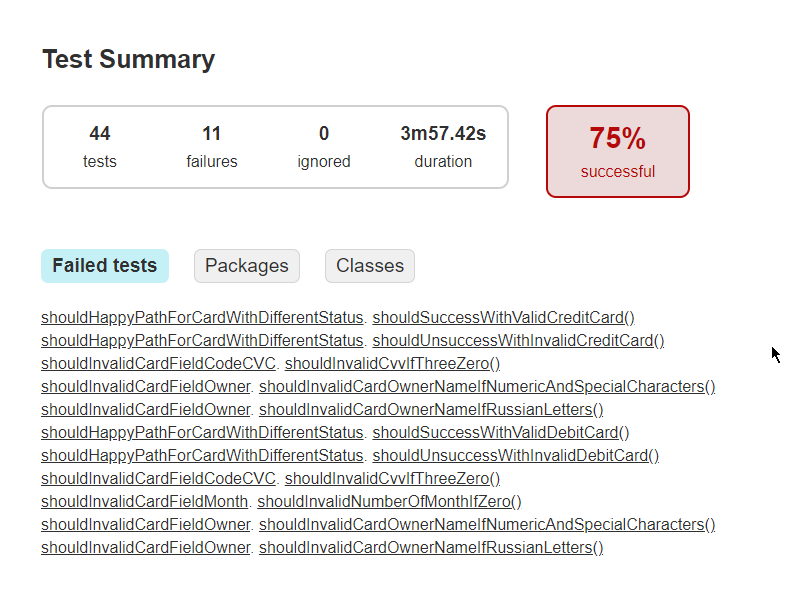 Test Summary
44 11 0 3m57.42s
tests failures ignored duration
75%
successful
Failed tests Packages Classes
shouldHappyPathForCardWithDifferentStatus. shouldSuccessWithValidCreditCard()
shouldHappyPathForCardWithDifferentStatus. shouldUnsuccessWithInvalidCreditCard()
shouldInvalidCardFieldCodeCVC. shouldInvalidCvvIfThreeZero()
shouldInvalidCardFieldOwner. shouldInvalidCardOwnerNameIfNumericAndSpecialCharacters()
shouldInvalidCardFieldOwner. shouldInvalidCardOwnerNameIfRussianLetters()
shouldHappyPathForCardWithDifferentStatus. shouldSuccessWithValidDebitCard()
shouldHappyPathForCardWithDifferentStatus. shouldUnsuccessWithInvalidDebitCard()
shouldInvalidCardFieldCodeCVC. shouldInvalidCvvIfThreeZero()
shouldInvalidCardFieldMonth. shouldInvalidNumberOfMonthIfZero()
shouldInvalidCardFieldOwner. shouldInvalidCardOwnerNameIfNumericAndSpecialCharacters()
shouldInvalidCardFieldOwner. shouldInvalidCardOwnerNameIfRussianLetters()